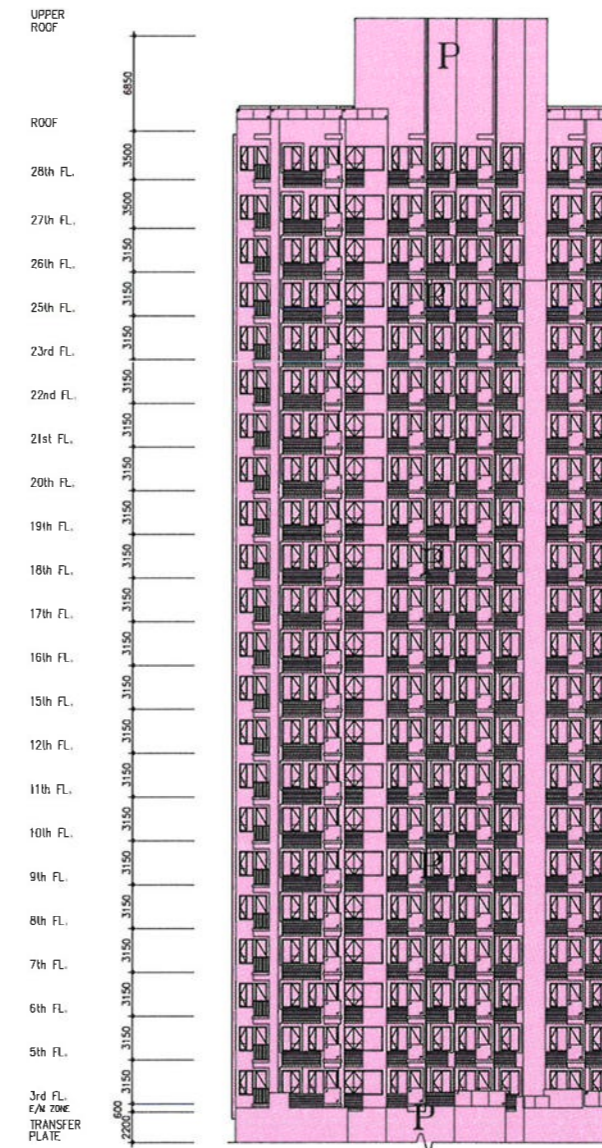 UPPER
ROOF
6850
P
ROOF
3500
28th FL.
3500
27th FL.
3150
26th FL.
3150
P
25th FL.
3150
23rd FL.
3150
22nd FL.
3150
21st FL.
3150
20th FL.
3150
19th FL.
3150
P
18th FL.
3150
17th FL.
3150
16th FL.
3150
15th FL.
3150
12th FL.
3150
11th FL.
3150
10th FL.
3150
P
9th FL.
3150
8th FL.
3150
7th FL.
3150
6th FL.
3150
5th FL.
3150
3rd FL.
E/M ZONE
600
TRANSFER
PLATE
2200
P